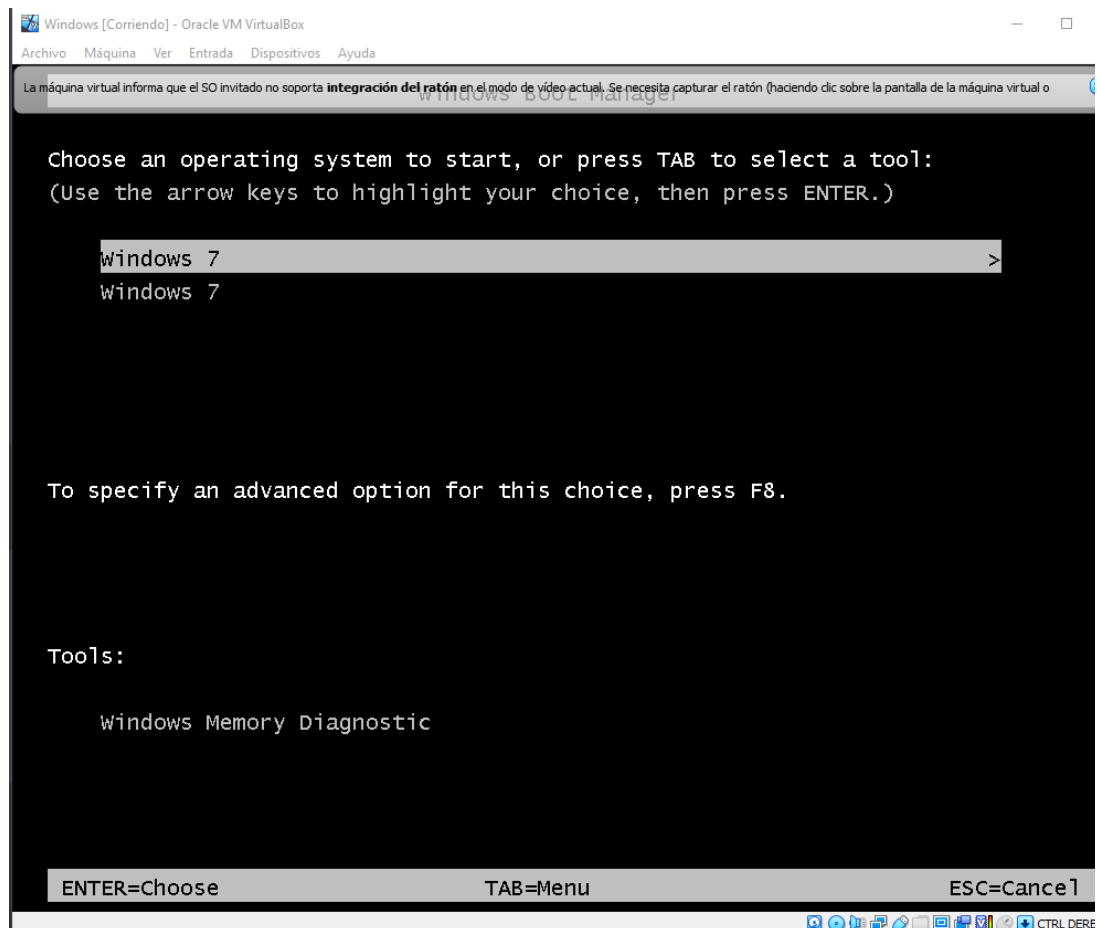 Windows [Corriendo] - Oracle VM VirtualBox
Archivo Máquina Ver Entrada Dispositivos Ayuda
La máquina virtual informa que el SO invitado no soporta integración del ratón en el modo de vídeo actual. Se necesita capturar el ratón (haciendo clic sobre la pantalla de la máquina virtual o
Windows Boot Manager
Choose an operating system to start, or press TAB to select a tool:
(Use the arrow keys to highlight your choice, then press ENTER.)
Windows 7 >
Windows 7
To specify an advanced option for this choice, press F8.
Tools:
Windows Memory Diagnostic
ENTER=Choose TAB=Menu ESC=Cancel
CTRL DERE